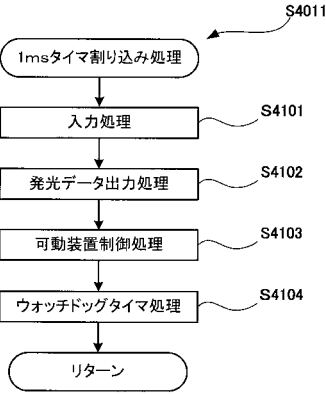 S4011
1msタイマ割り込み処理
入力処理
S4101
発光データ出力処理
S4102
可動装置制御処理
S4103
ウォッチドッグタイマ処理
S4104
リターン